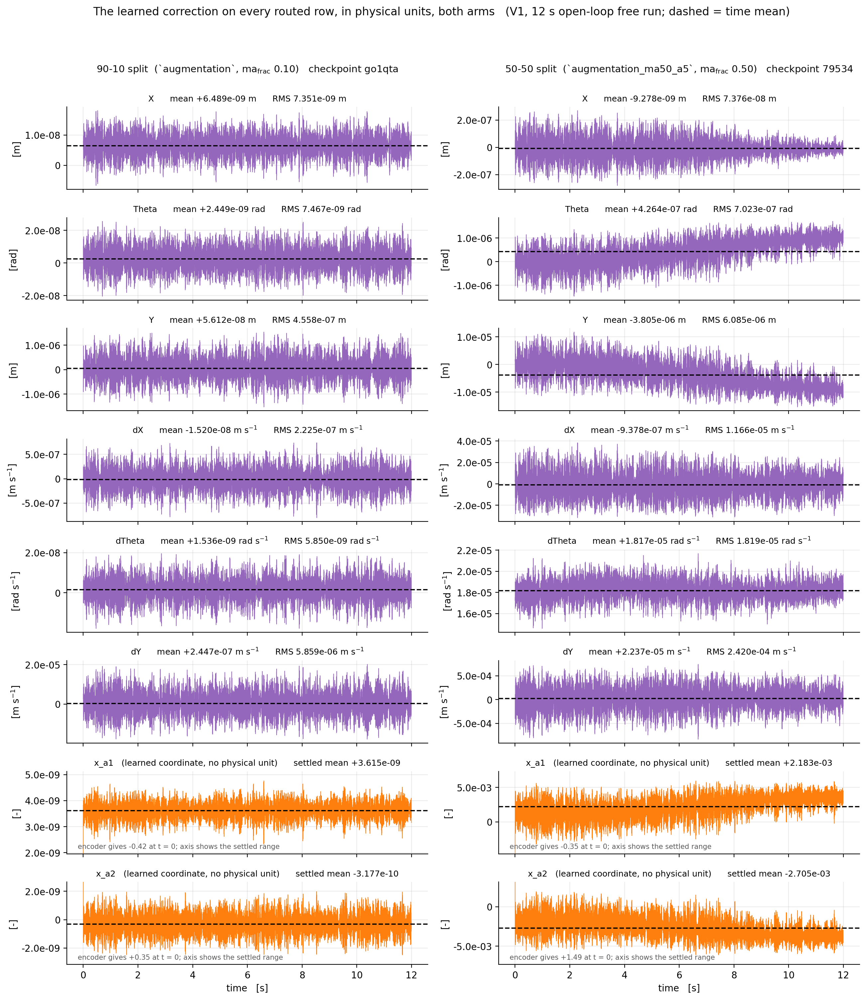 The learned correction on every routed row, in physical units, both arms   (V1, 12 s open-loop free run; dashed = time mean)
90-10 split  (`augmentation`, ma_frac 0.10)   checkpoint go1qta
50-50 split  (`augmentation_ma50_a5`, ma_frac 0.50)   checkpoint 79534
X      mean +6.489e-09 m      RMS 7.351e-09 m
[m]
1.0e-08
0
X      mean -9.278e-09 m      RMS 7.376e-08 m
[m]
2.0e-07
0
-2.0e-07
Theta      mean +2.449e-09 rad      RMS 7.467e-09 rad
[rad]
2.0e-08
0
-2.0e-08
Theta      mean +4.264e-07 rad      RMS 7.023e-07 rad
[rad]
1.0e-06
0
-1.0e-06
Y      mean +5.612e-08 m      RMS 4.558e-07 m
[m]
1.0e-06
0
-1.0e-06
Y      mean -3.805e-06 m      RMS 6.085e-06 m
[m]
1.0e-05
0
-1.0e-05
dX      mean -1.520e-08 m s⁻¹      RMS 2.225e-07 m s⁻¹
[m s⁻¹]
5.0e-07
0
-5.0e-07
dX      mean -9.378e-07 m s⁻¹      RMS 1.166e-05 m s⁻¹
[m s⁻¹]
4.0e-05
2.0e-05
0
-2.0e-05
dTheta      mean +1.536e-09 rad s⁻¹      RMS 5.850e-09 rad s⁻¹
[rad s⁻¹]
2.0e-08
0
dTheta      mean +1.817e-05 rad s⁻¹      RMS 1.819e-05 rad s⁻¹
[rad s⁻¹]
2.2e-05
2.0e-05
1.8e-05
1.6e-05
dY      mean +2.447e-07 m s⁻¹      RMS 5.859e-06 m s⁻¹
[m s⁻¹]
2.0e-05
0
dY      mean +2.237e-05 m s⁻¹      RMS 2.420e-04 m s⁻¹
[m s⁻¹]
5.0e-04
0
-5.0e-04
x_a1   (learned coordinate, no physical unit)      settled mean +3.615e-09
[-]
5.0e-09
4.0e-09
3.0e-09
2.0e-09
encoder gives -0.42 at t = 0; axis shows the settled range
x_a1   (learned coordinate, no physical unit)      settled mean +2.183e-03
[-]
5.0e-03
0
encoder gives -0.35 at t = 0; axis shows the settled range
x_a2   (learned coordinate, no physical unit)      settled mean -3.177e-10
[-]
2.0e-09
0
-2.0e-09
encoder gives +0.35 at t = 0; axis shows the settled range
0 2 4 6 8 10 12
time   [s]
x_a2   (learned coordinate, no physical unit)      settled mean -2.705e-03
[-]
0
-5.0e-03
encoder gives +1.49 at t = 0; axis shows the settled range
0 2 4 6 8 10 12
time   [s]